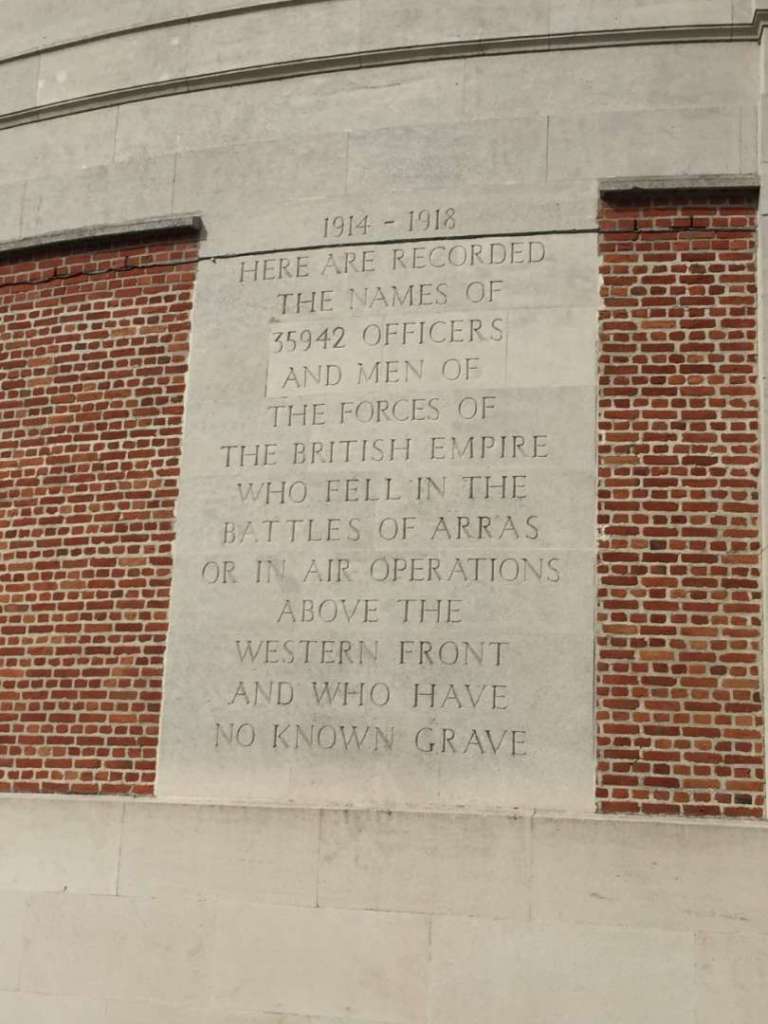 1914 - 1918
HERE ARE RECORDED
THE NAMES OF
35942 OFFICERS
AND MEN OF
THE FORCES OF
THE BRITISH EMPIRE
WHO FELL IN THE
BATTLES OF ARRAS
OR IN AIR OPERATIONS
ABOVE THE
WESTERN FRONT
AND WHO HAVE
NO KNOWN GRAVE